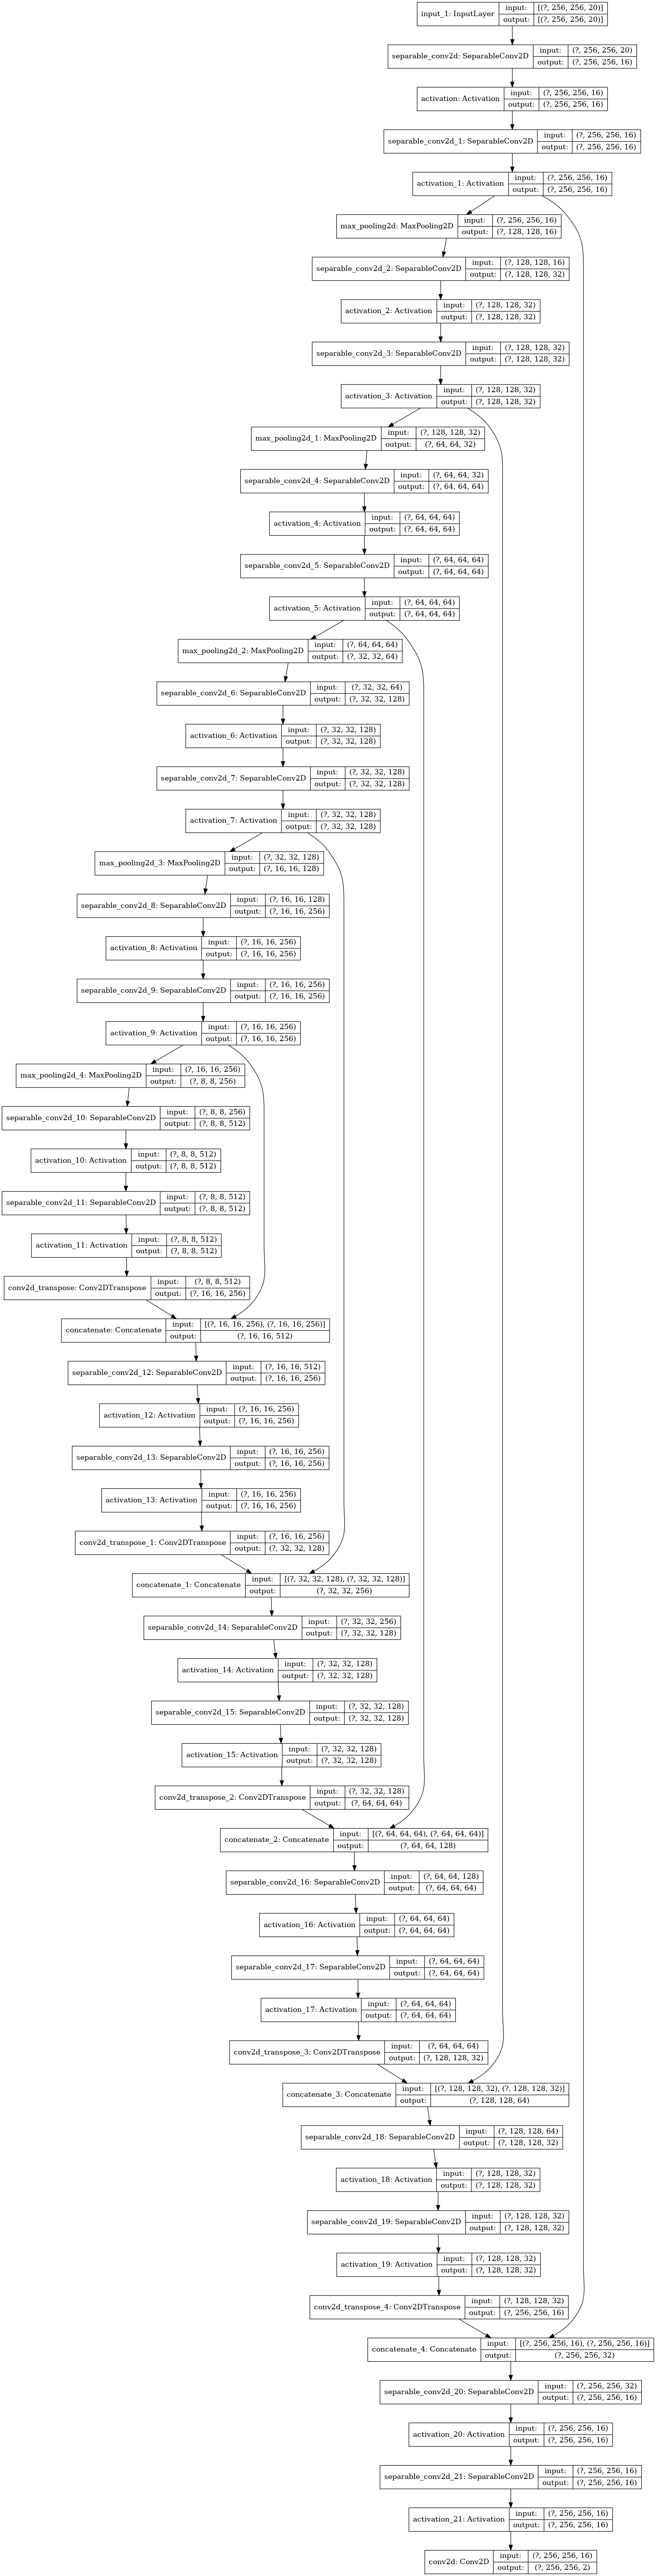 input_1: InputLayer
input: [(?, 256, 256, 20)]
output: [(?, 256, 256, 20)]
separable_conv2d: SeparableConv2D
input: (?, 256, 256, 20)
output: (?, 256, 256, 16)
activation: Activation
input: (?, 256, 256, 16)
output: (?, 256, 256, 16)
separable_conv2d_1: SeparableConv2D
input: (?, 256, 256, 16)
output: (?, 256, 256, 16)
activation_1: Activation
input: (?, 256, 256, 16)
output: (?, 256, 256, 16)
max_pooling2d: MaxPooling2D
input: (?, 256, 256, 16)
output: (?, 128, 128, 16)
separable_conv2d_2: SeparableConv2D
input: (?, 128, 128, 16)
output: (?, 128, 128, 32)
activation_2: Activation
input: (?, 128, 128, 32)
output: (?, 128, 128, 32)
separable_conv2d_3: SeparableConv2D
input: (?, 128, 128, 32)
output: (?, 128, 128, 32)
activation_3: Activation
input: (?, 128, 128, 32)
output: (?, 128, 128, 32)
max_pooling2d_1: MaxPooling2D
input: (?, 128, 128, 32)
output: (?, 64, 64, 32)
separable_conv2d_4: SeparableConv2D
input: (?, 64, 64, 32)
output: (?, 64, 64, 64)
activation_4: Activation
input: (?, 64, 64, 64)
output: (?, 64, 64, 64)
separable_conv2d_5: SeparableConv2D
input: (?, 64, 64, 64)
output: (?, 64, 64, 64)
activation_5: Activation
input: (?, 64, 64, 64)
output: (?, 64, 64, 64)
max_pooling2d_2: MaxPooling2D
input: (?, 64, 64, 64)
output: (?, 32, 32, 64)
separable_conv2d_6: SeparableConv2D
input: (?, 32, 32, 64)
output: (?, 32, 32, 128)
activation_6: Activation
input: (?, 32, 32, 128)
output: (?, 32, 32, 128)
separable_conv2d_7: SeparableConv2D
input: (?, 32, 32, 128)
output: (?, 32, 32, 128)
activation_7: Activation
input: (?, 32, 32, 128)
output: (?, 32, 32, 128)
max_pooling2d_3: MaxPooling2D
input: (?, 32, 32, 128)
output: (?, 16, 16, 128)
separable_conv2d_8: SeparableConv2D
input: (?, 16, 16, 128)
output: (?, 16, 16, 256)
activation_8: Activation
input: (?, 16, 16, 256)
output: (?, 16, 16, 256)
separable_conv2d_9: SeparableConv2D
input: (?, 16, 16, 256)
output: (?, 16, 16, 256)
activation_9: Activation
input: (?, 16, 16, 256)
output: (?, 16, 16, 256)
max_pooling2d_4: MaxPooling2D
input: (?, 16, 16, 256)
output: (?, 8, 8, 256)
separable_conv2d_10: SeparableConv2D
input: (?, 8, 8, 256)
output: (?, 8, 8, 512)
activation_10: Activation
input: (?, 8, 8, 512)
output: (?, 8, 8, 512)
separable_conv2d_11: SeparableConv2D
input: (?, 8, 8, 512)
output: (?, 8, 8, 512)
activation_11: Activation
input: (?, 8, 8, 512)
output: (?, 8, 8, 512)
conv2d_transpose: Conv2DTranspose
input: (?, 8, 8, 512)
output: (?, 16, 16, 256)
concatenate: Concatenate
input: [(?, 16, 16, 256), (?, 16, 16, 256)]
output: (?, 16, 16, 512)
separable_conv2d_12: SeparableConv2D
input: (?, 16, 16, 512)
output: (?, 16, 16, 256)
activation_12: Activation
input: (?, 16, 16, 256)
output: (?, 16, 16, 256)
separable_conv2d_13: SeparableConv2D
input: (?, 16, 16, 256)
output: (?, 16, 16, 256)
activation_13: Activation
input: (?, 16, 16, 256)
output: (?, 16, 16, 256)
conv2d_transpose_1: Conv2DTranspose
input: (?, 16, 16, 256)
output: (?, 32, 32, 128)
concatenate_1: Concatenate
input: [(?, 32, 32, 128), (?, 32, 32, 128)]
output: (?, 32, 32, 256)
separable_conv2d_14: SeparableConv2D
input: (?, 32, 32, 256)
output: (?, 32, 32, 128)
activation_14: Activation
input: (?, 32, 32, 128)
output: (?, 32, 32, 128)
separable_conv2d_15: SeparableConv2D
input: (?, 32, 32, 128)
output: (?, 32, 32, 128)
activation_15: Activation
input: (?, 32, 32, 128)
output: (?, 32, 32, 128)
conv2d_transpose_2: Conv2DTranspose
input: (?, 32, 32, 128)
output: (?, 64, 64, 64)
concatenate_2: Concatenate
input: [(?, 64, 64, 64), (?, 64, 64, 64)]
output: (?, 64, 64, 128)
separable_conv2d_16: SeparableConv2D
input: (?, 64, 64, 128)
output: (?, 64, 64, 64)
activation_16: Activation
input: (?, 64, 64, 64)
output: (?, 64, 64, 64)
separable_conv2d_17: SeparableConv2D
input: (?, 64, 64, 64)
output: (?, 64, 64, 64)
activation_17: Activation
input: (?, 64, 64, 64)
output: (?, 64, 64, 64)
conv2d_transpose_3: Conv2DTranspose
input: (?, 64, 64, 64)
output: (?, 128, 128, 32)
concatenate_3: Concatenate
input: [(?, 128, 128, 32), (?, 128, 128, 32)]
output: (?, 128, 128, 64)
separable_conv2d_18: SeparableConv2D
input: (?, 128, 128, 64)
output: (?, 128, 128, 32)
activation_18: Activation
input: (?, 128, 128, 32)
output: (?, 128, 128, 32)
separable_conv2d_19: SeparableConv2D
input: (?, 128, 128, 32)
output: (?, 128, 128, 32)
activation_19: Activation
input: (?, 128, 128, 32)
output: (?, 128, 128, 32)
conv2d_transpose_4: Conv2DTranspose
input: (?, 128, 128, 32)
output: (?, 256, 256, 16)
concatenate_4: Concatenate
input: [(?, 256, 256, 16), (?, 256, 256, 16)]
output: (?, 256, 256, 32)
separable_conv2d_20: SeparableConv2D
input: (?, 256, 256, 32)
output: (?, 256, 256, 16)
activation_20: Activation
input: (?, 256, 256, 16)
output: (?, 256, 256, 16)
separable_conv2d_21: SeparableConv2D
input: (?, 256, 256, 16)
output: (?, 256, 256, 16)
activation_21: Activation
input: (?, 256, 256, 16)
output: (?, 256, 256, 16)
conv2d: Conv2D
input: (?, 256, 256, 16)
output: (?, 256, 256, 2)